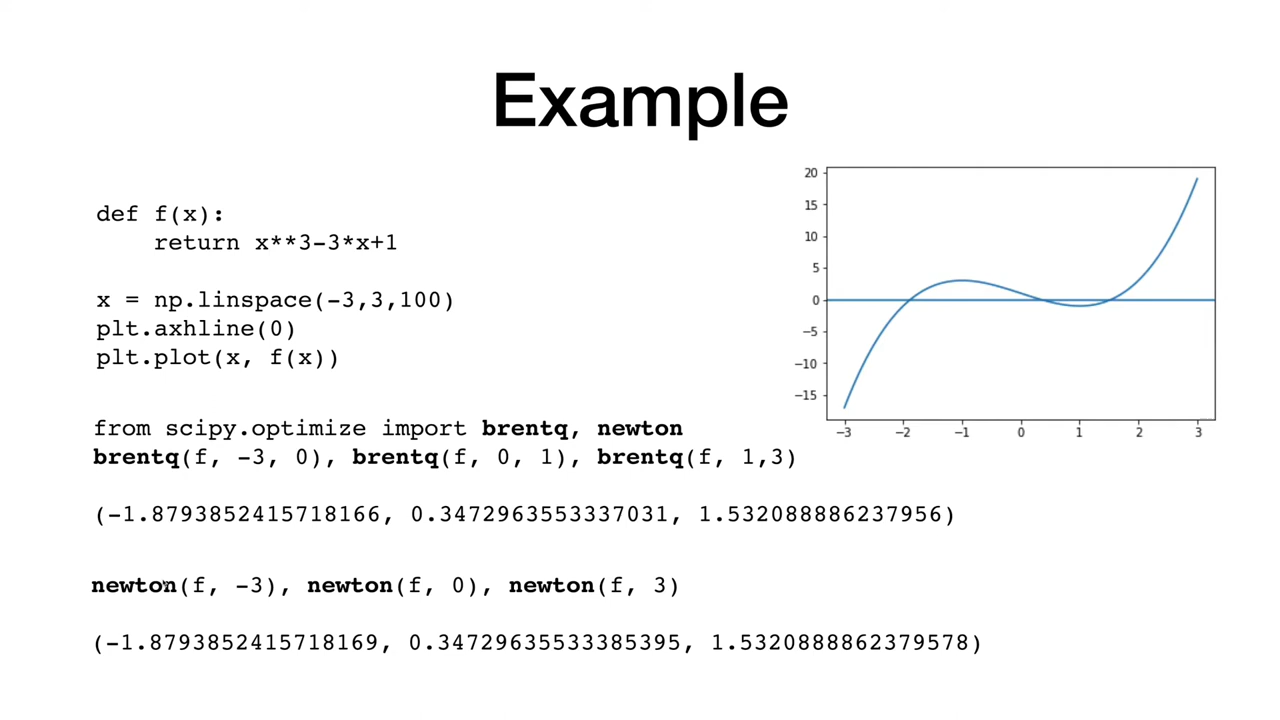 Example
def f(x):
    return x**3-3*x+1
x = np.linspace(-3,3,100)
plt.axhline(0)
plt.plot(x, f(x))
20
15
10
5
0
−5
−10
−15
−3 −2 −1 0 1 2 3
from scipy.optimize import brentq, newton
brentq(f, -3, 0), brentq(f, 0, 1), brentq(f, 1,3)
(-1.8793852415718166, 0.3472963553337031, 1.532088886237956)
newton(f, -3), newton(f, 0), newton(f, 3)
(-1.8793852415718169, 0.34729635533385395, 1.5320888862379578)